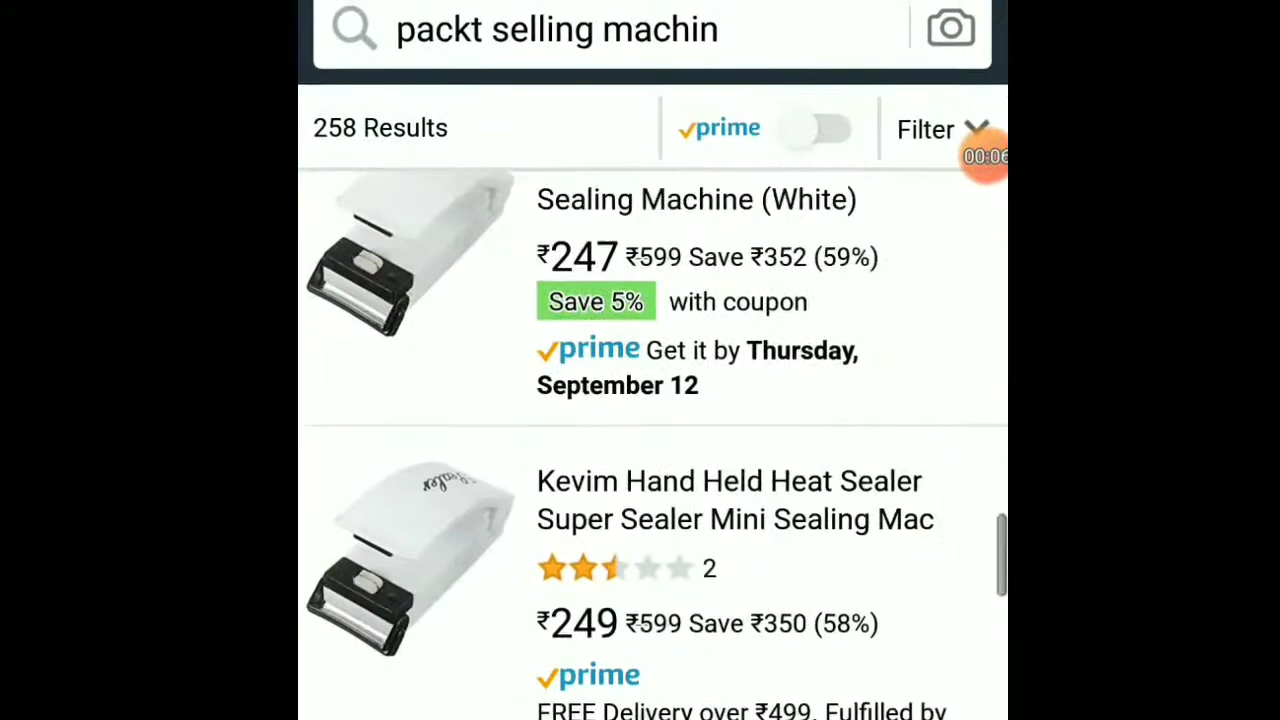 packt selling machin
258 Results
prime
Filter
00:06
Sealing Machine (White)
₹247 ₹599 Save ₹352 (59%)
Save 5% with coupon
prime Get it by Thursday,
September 12
Sealer
Kevim Hand Held Heat Sealer
Super Sealer Mini Sealing Mac
2
₹249 ₹599 Save ₹350 (58%)
prime
FREE Delivery over ₹499. Fulfilled by